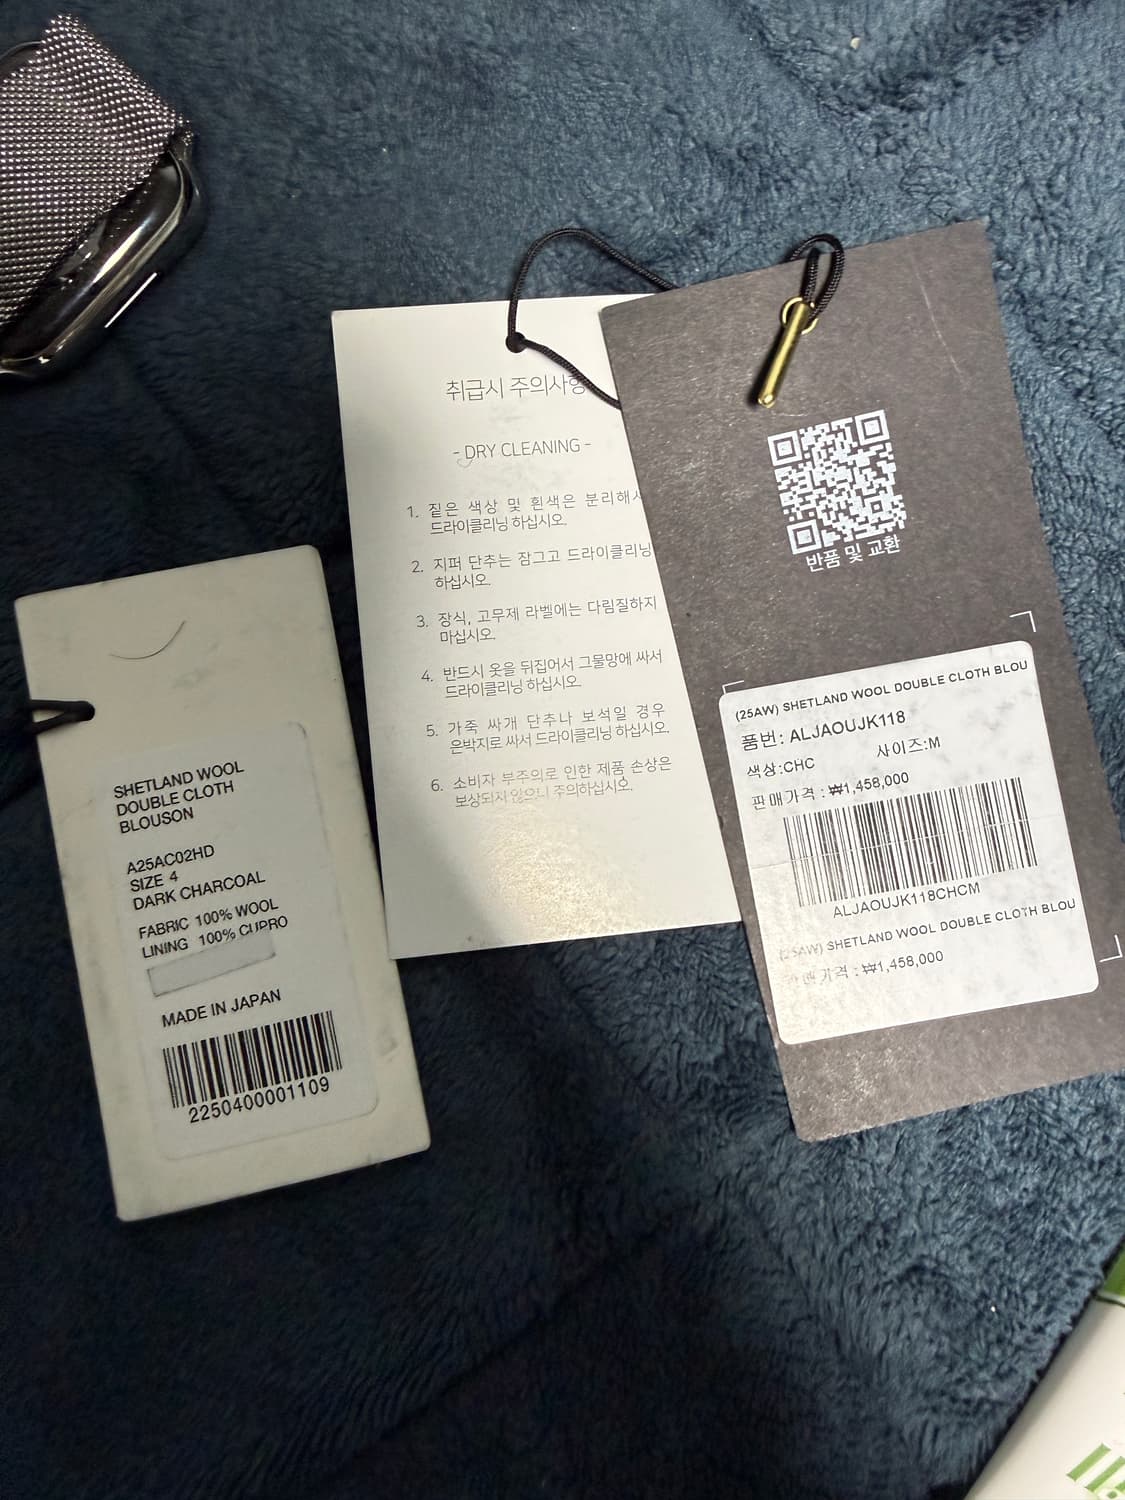 SHETLAND WOOL
DOUBLE CLOTH
BLOUSON
A25AC02HD
SIZE 4
DARK CHARCOAL
FABRIC 100% WOOL
LINING 100% CUPRO
MADE IN JAPAN
2250400001109
취급시 주의사항
- DRY CLEANING -
1. 짙은 색상 및 흰색은 분리해서
드라이클리닝 하십시오.
2. 지퍼 단추는 잠그고 드라이클리닝
하십시오.
3. 장식, 고무제 라벨에는 다림질하지
마십시오.
4. 반드시 옷을 뒤집어서 그물망에 싸서
드라이클리닝 하십시오.
5. 가죽 싸개 단추나 보석일 경우
은박지로 싸서 드라이클리닝 하십시오.
6. 소비자 부주의로 인한 제품 손상은
보상되지 않으니 주의하십시오.
반품 및 교환
(25AW) SHETLAND WOOL DOUBLE CLOTH BLOU
품번: ALJAOUJK118
색상:CHC 사이즈:M
판매가격 : ₩1,458,000
ALJAOUJK118CHCM
(25AW) SHETLAND WOOL DOUBLE CLOTH BLOU
판매가격 : ₩1,458,000